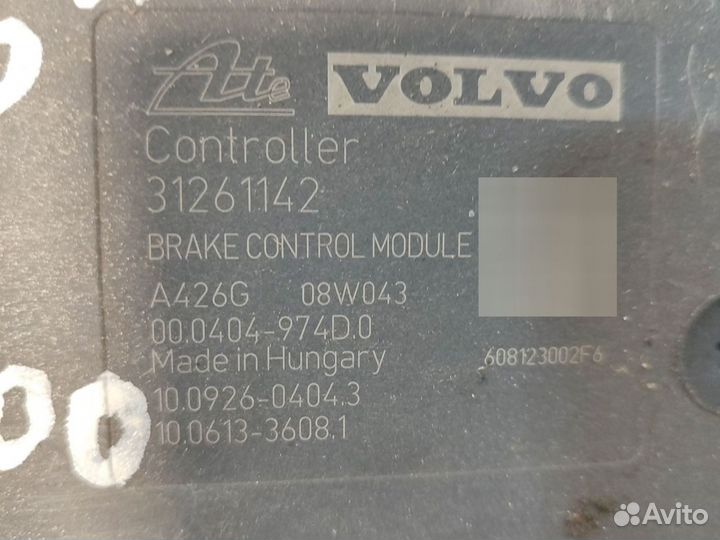 Ate VOLVO
Controller
31261142
BRAKE CONTROL MODULE
A426G 08W043
00.0404-974D.0
Made in Hungary 608123002F6
10.0926-0404.3
10.0613-3608.1
00
Avito